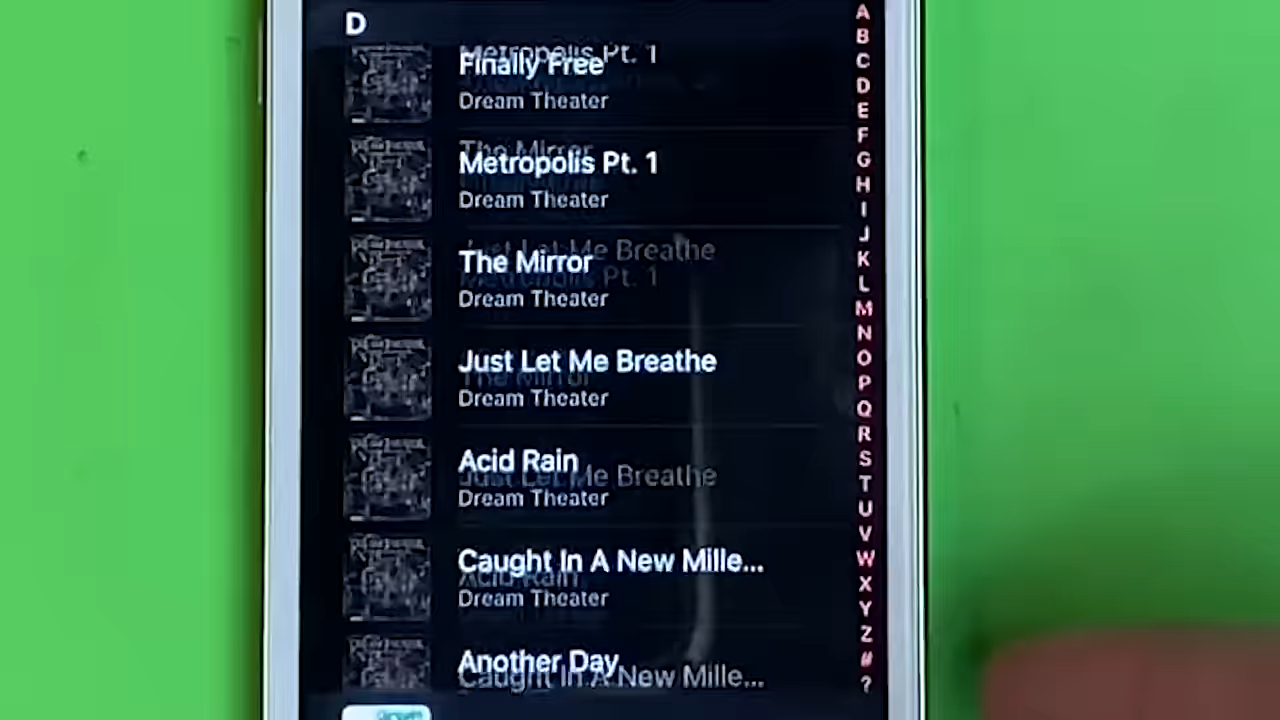 D
Finally Free
Dream Theater
Metropolis Pt. 1
Dream Theater
The Mirror
Dream Theater
Just Let Me Breathe
Dream Theater
Acid Rain
Dream Theater
Caught In A New Mille...
Dream Theater
Another Day
A
B
C
D
E
F
G
H
I
J
K
L
M
N
O
P
Q
R
S
T
U
V
W
X
Y
Z
#
?